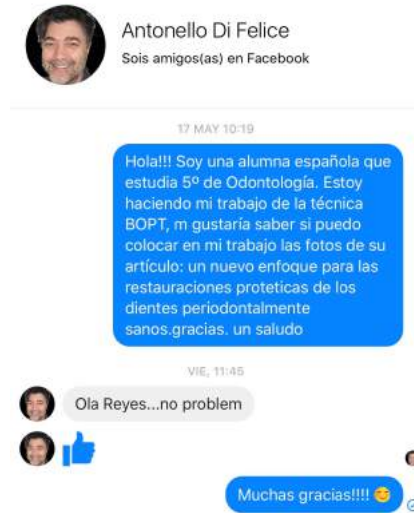 Antonello Di Felice
Sois amigos(as) en Facebook
17 MAY 10:19
Hola!!! Soy una alumna española que
estudia 5º de Odontología. Estoy
haciendo mi trabajo de la técnica
BOPT, m gustaría saber si puedo
colocar en mi trabajo las fotos de su
artículo: un nuevo enfoque para las
restauraciones proteticas de los
dientes periodontalmente
sanos.gracias. un saludo
VIE, 11:45
Ola Reyes...no problem
Muchas gracias!!!! 😊